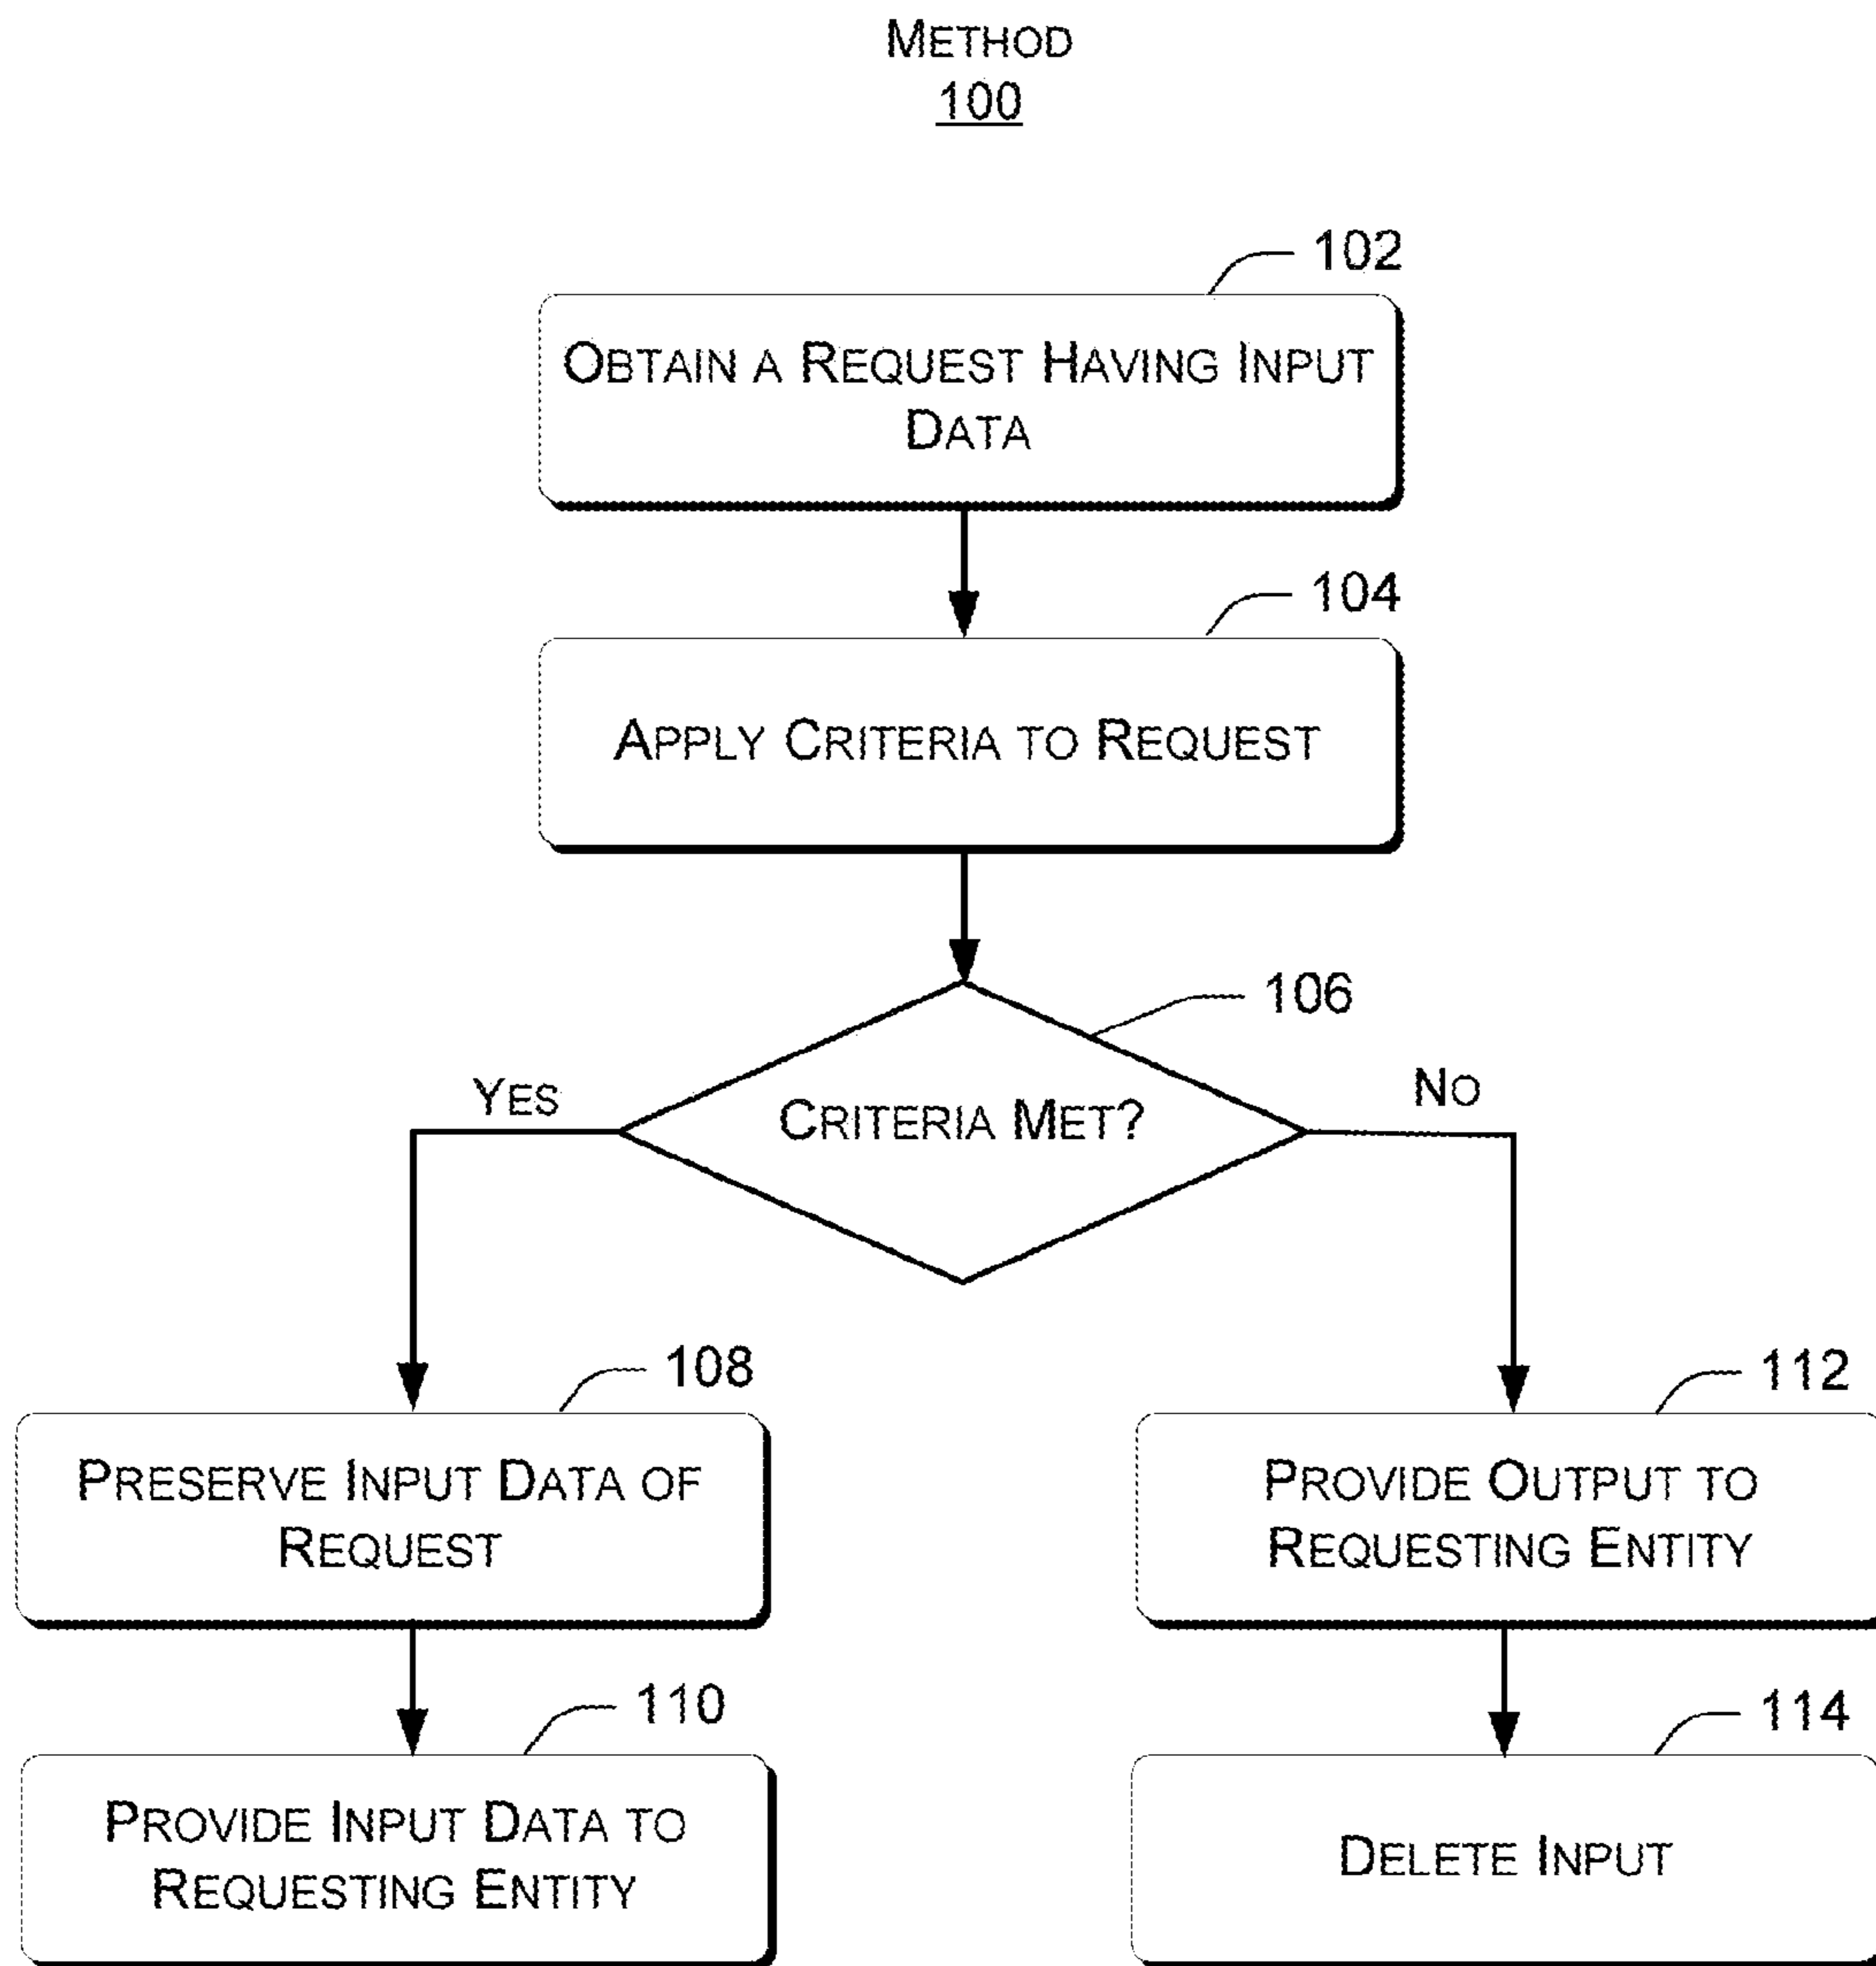 METHOD
100
102
OBTAIN A REQUEST HAVING INPUT
DATA
104
APPLY CRITERIA TO REQUEST
106
YES
CRITERIA MET?
NO
108
PRESERVE INPUT DATA OF
REQUEST
112
PROVIDE OUTPUT TO
REQUESTING ENTITY
110
PROVIDE INPUT DATA TO
REQUESTING ENTITY
114
DELETE INPUT